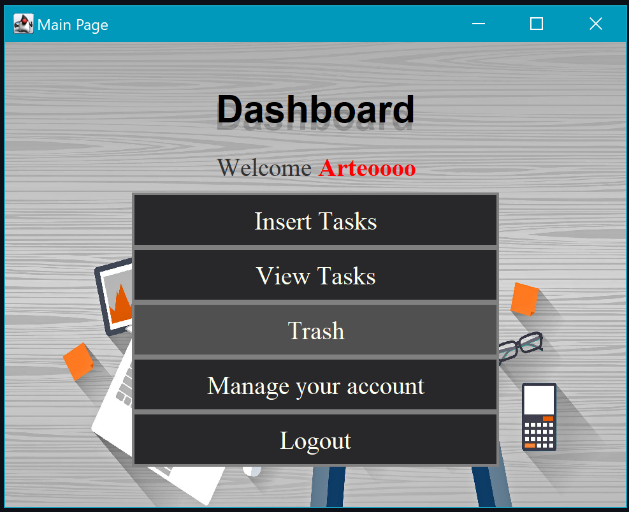 Main Page
Dashboard
Welcome Arteoooo
Insert Tasks
View Tasks
Trash
Manage your account
Logout